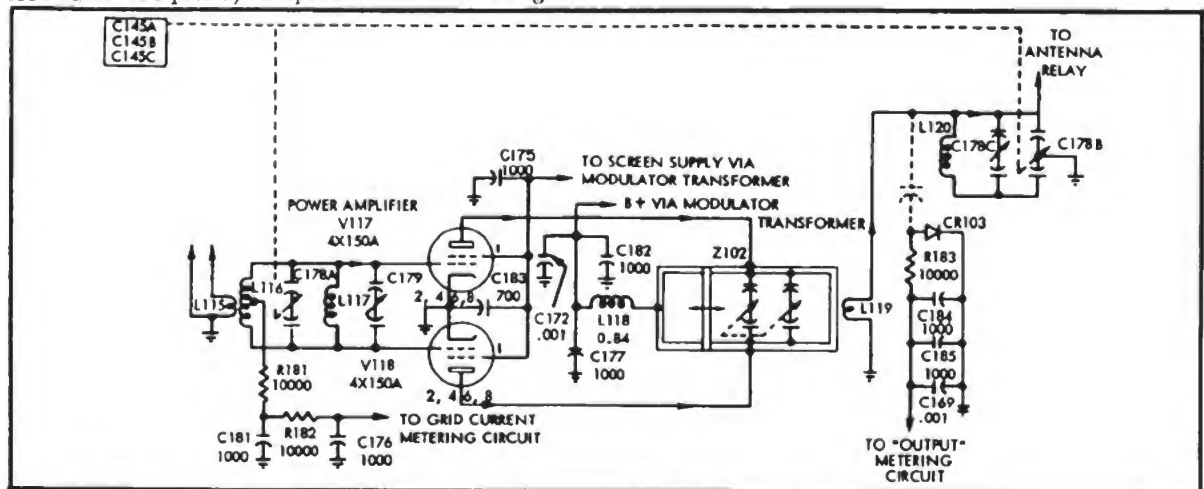 C145A
C145B
C145C
TO
ANTENNA
RELAY
L120
C178C
C178B
C175
1000
TO SCREEN SUPPLY VIA
MODULATOR TRANSFORMER
B + VIA MODULATOR
TRANSFORMER
POWER AMPLIFIER
V117
4X150A
L115
L116
C178A
L117
C179
1
2, 4, 6, 8
C183
700
C172
.001
C182
1000
L118
0.84
C177
1000
Z102
L119
CR103
R183
10000
C184
1000
C185
1000
C169
.001
TO "OUTPUT"
METERING
CIRCUIT
V118
4X150A
1
2, 4, 6, 8
R181
10000
TO GRID CURRENT
METERING CIRCUIT
C181
1000
R182
10000
C176
1000